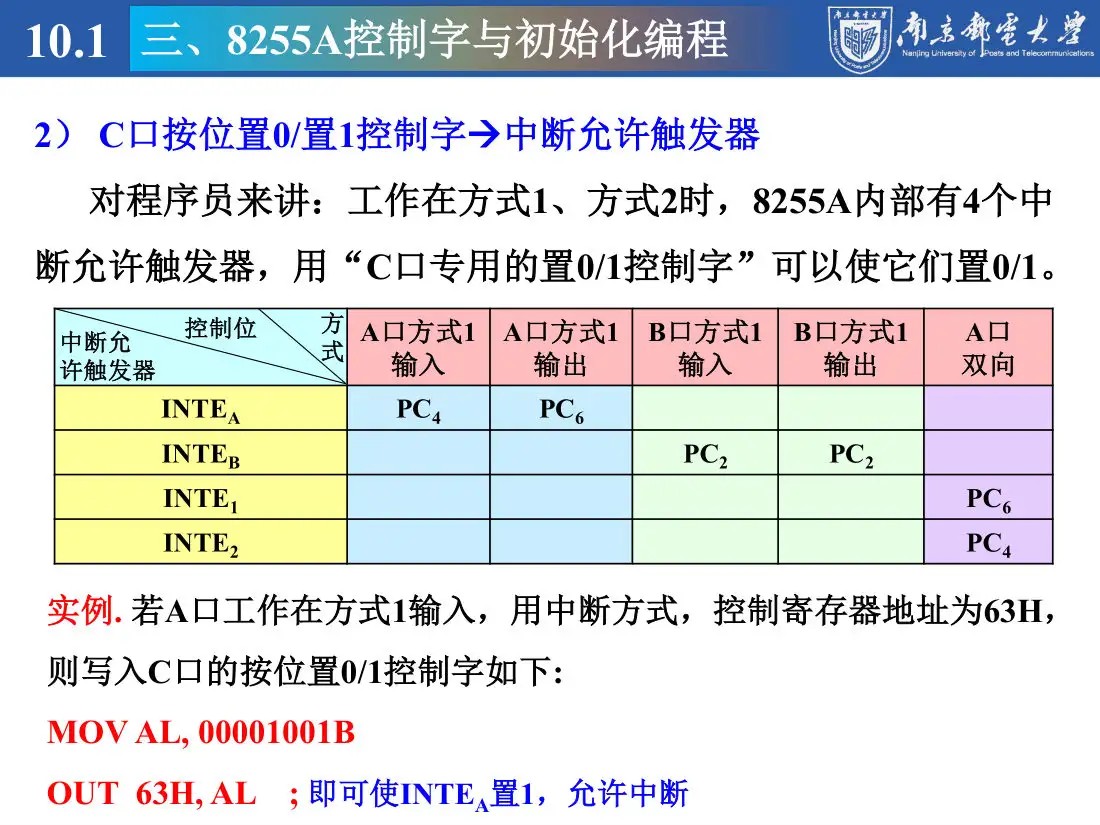 10.1 三、8255A控制字与初始化编程
南京邮电大学
Nanjing University of Posts and Telecommunications
2） C口按位置0/置1控制字→中断允许触发器
对程序员来讲：工作在方式1、方式2时，8255A内部有4个中
断允许触发器，用“C口专用的置0/1控制字”可以使它们置0/1。
中断允许触发器 控制位 方式 A口方式1输入 A口方式1输出 B口方式1输入 B口方式1输出 A口双向
INTEA PC4 PC6
INTEB PC2 PC2
INTE1 PC6
INTE2 PC4
实例. 若A口工作在方式1输入，用中断方式，控制寄存器地址为63H，
则写入C口的按位置0/1控制字如下:
MOV AL, 00001001B
OUT 63H, AL ; 即可使INTEA置1，允许中断